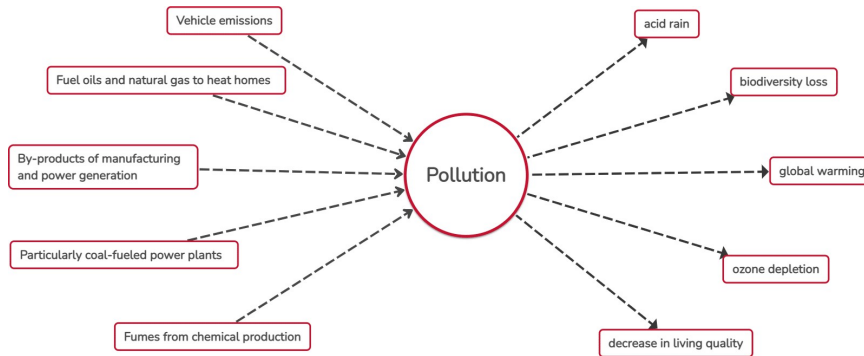 Vehicle emissions
Fuel oils and natural gas to heat homes
By-products of manufacturing
and power generation
Particularly coal-fueled power plants
Fumes from chemical production
Pollution
acid rain
biodiversity loss
global warming
ozone depletion
decrease in living quality